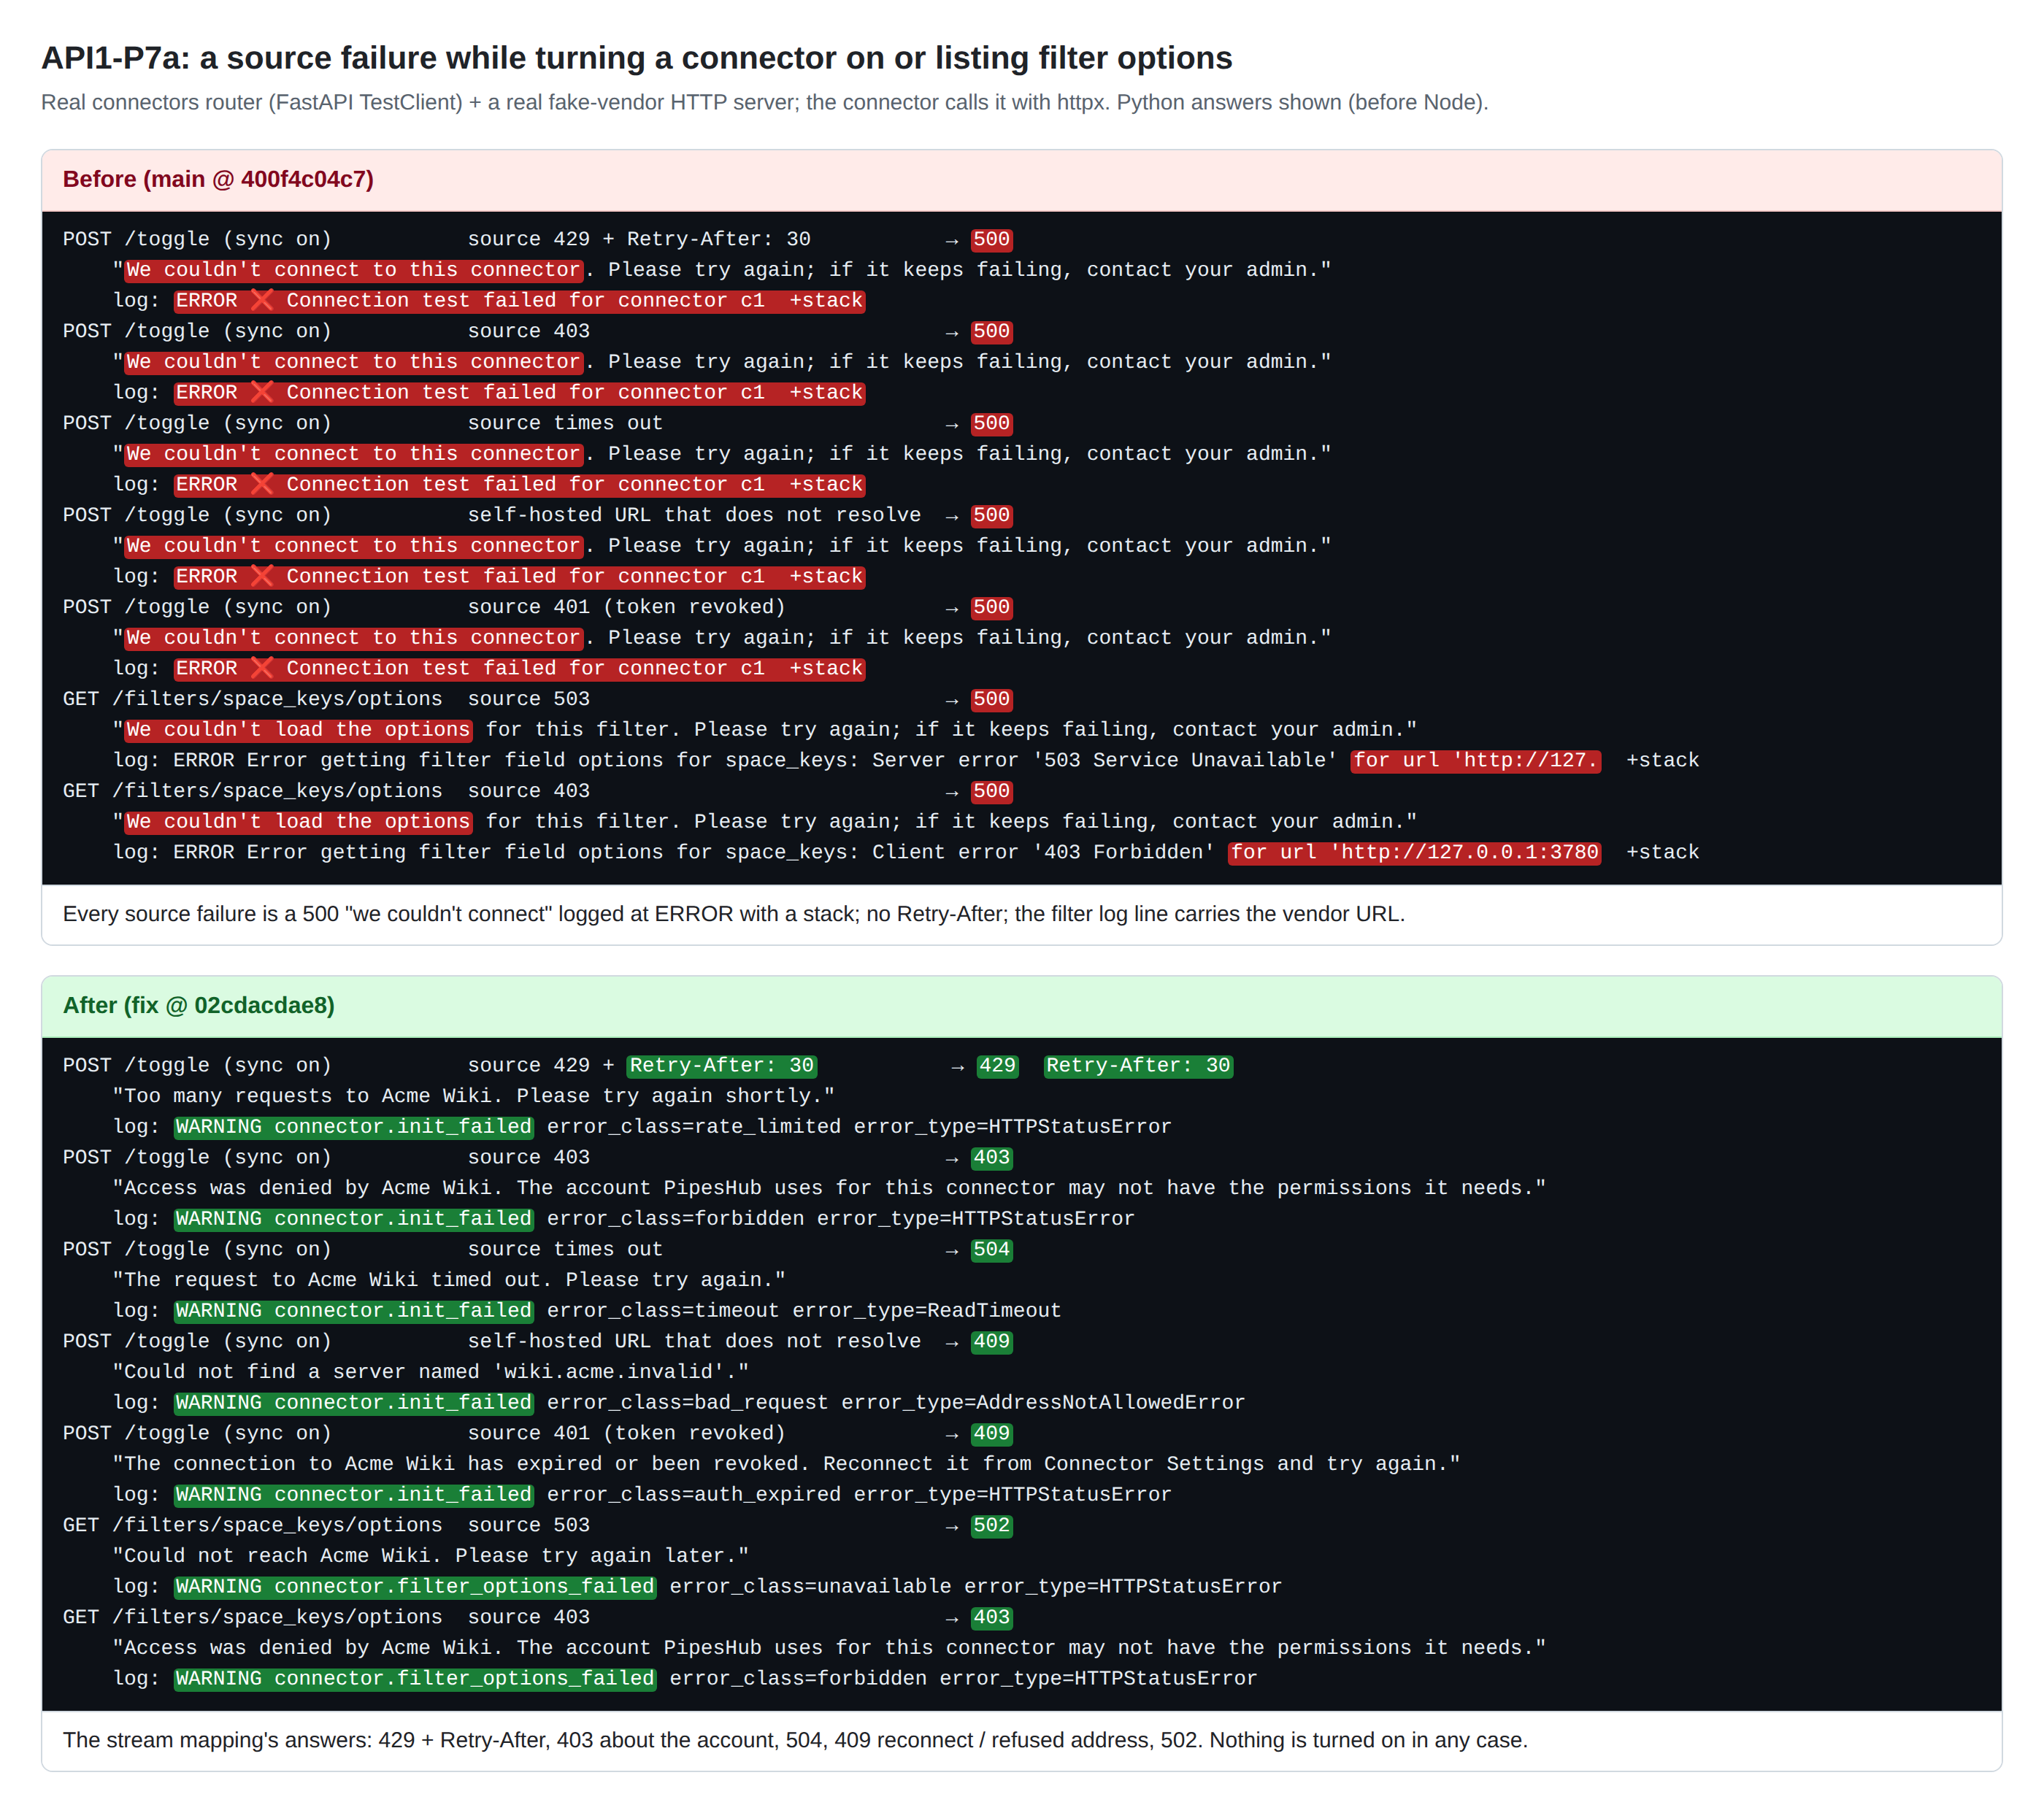 API1-P7a: a source failure while turning a connector on or listing filter options
Real connectors router (FastAPI TestClient) + a real fake-vendor HTTP server; the connector calls it with httpx. Python answers shown (before Node).
Before (main @ 400f4c04c7)
POST /toggle (sync on)           source 429 + Retry-After: 30           → 500
    "We couldn't connect to this connector. Please try again; if it keeps failing, contact your admin."
    log: ERROR ❌ Connection test failed for connector c1  +stack
POST /toggle (sync on)           source 403                             → 500
    "We couldn't connect to this connector. Please try again; if it keeps failing, contact your admin."
    log: ERROR ❌ Connection test failed for connector c1  +stack
POST /toggle (sync on)           source times out                       → 500
    "We couldn't connect to this connector. Please try again; if it keeps failing, contact your admin."
    log: ERROR ❌ Connection test failed for connector c1  +stack
POST /toggle (sync on)           self-hosted URL that does not resolve  → 500
    "We couldn't connect to this connector. Please try again; if it keeps failing, contact your admin."
    log: ERROR ❌ Connection test failed for connector c1  +stack
POST /toggle (sync on)           source 401 (token revoked)             → 500
    "We couldn't connect to this connector. Please try again; if it keeps failing, contact your admin."
    log: ERROR ❌ Connection test failed for connector c1  +stack
GET /filters/space_keys/options  source 503                             → 500
    "We couldn't load the options for this filter. Please try again; if it keeps failing, contact your admin."
    log: ERROR Error getting filter field options for space_keys: Server error '503 Service Unavailable' for url 'http://127.  +stack
GET /filters/space_keys/options  source 403                             → 500
    "We couldn't load the options for this filter. Please try again; if it keeps failing, contact your admin."
    log: ERROR Error getting filter field options for space_keys: Client error '403 Forbidden' for url 'http://127.0.0.1:3780  +stack
Every source failure is a 500 "we couldn't connect" logged at ERROR with a stack; no Retry-After; the filter log line carries the vendor URL.
After (fix @ 02cdacdae8)
POST /toggle (sync on)           source 429 + Retry-After: 30           → 429  Retry-After: 30
    "Too many requests to Acme Wiki. Please try again shortly."
    log: WARNING connector.init_failed error_class=rate_limited error_type=HTTPStatusError
POST /toggle (sync on)           source 403                             → 403
    "Access was denied by Acme Wiki. The account PipesHub uses for this connector may not have the permissions it needs."
    log: WARNING connector.init_failed error_class=forbidden error_type=HTTPStatusError
POST /toggle (sync on)           source times out                       → 504
    "The request to Acme Wiki timed out. Please try again."
    log: WARNING connector.init_failed error_class=timeout error_type=ReadTimeout
POST /toggle (sync on)           self-hosted URL that does not resolve  → 409
    "Could not find a server named 'wiki.acme.invalid'."
    log: WARNING connector.init_failed error_class=bad_request error_type=AddressNotAllowedError
POST /toggle (sync on)           source 401 (token revoked)             → 409
    "The connection to Acme Wiki has expired or been revoked. Reconnect it from Connector Settings and try again."
    log: WARNING connector.init_failed error_class=auth_expired error_type=HTTPStatusError
GET /filters/space_keys/options  source 503                             → 502
    "Could not reach Acme Wiki. Please try again later."
    log: WARNING connector.filter_options_failed error_class=unavailable error_type=HTTPStatusError
GET /filters/space_keys/options  source 403                             → 403
    "Access was denied by Acme Wiki. The account PipesHub uses for this connector may not have the permissions it needs."
    log: WARNING connector.filter_options_failed error_class=forbidden error_type=HTTPStatusError
The stream mapping's answers: 429 + Retry-After, 403 about the account, 504, 409 reconnect / refused address, 502. Nothing is turned on in any case.